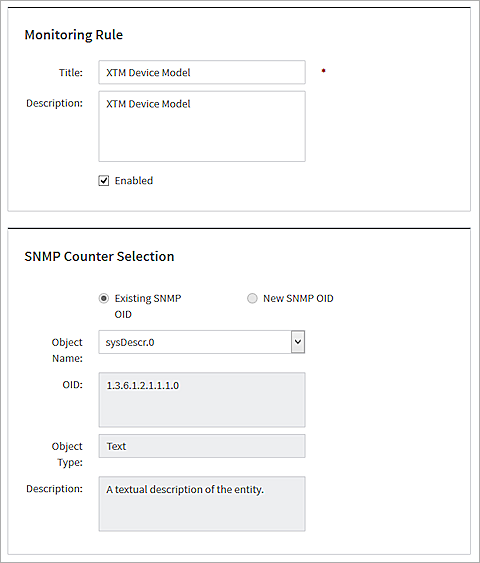 Monitoring Rule
Title: XTM Device Model *
Description: XTM Device Model
Enabled
SNMP Counter Selection
Existing SNMP OID
New SNMP OID
Object Name: sysDescr.0
OID: 1.3.6.1.2.1.1.1.0
Object Type: Text
Description: A textual description of the entity.